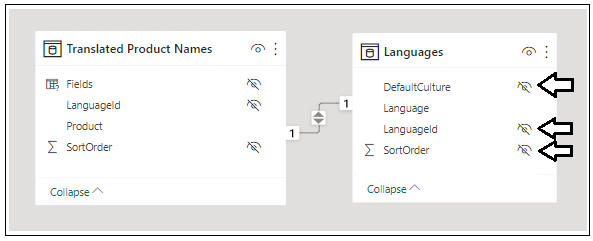 Translated Product Names
Fields
LanguageId
Product
SortOrder
Collapse
1
1
Languages
DefaultCulture
Language
LanguageId
SortOrder
Collapse